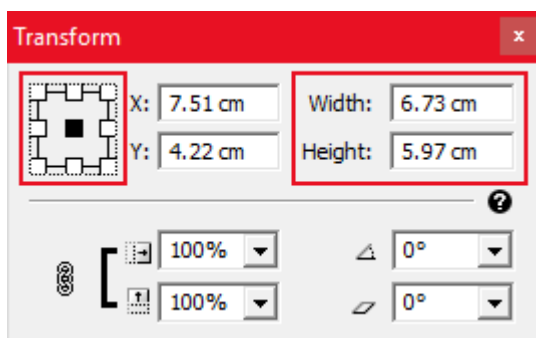 Transform x
X: 7.51 cm Width: 6.73 cm
Y: 4.22 cm Height: 5.97 cm
?
100% 0°
100% 0°